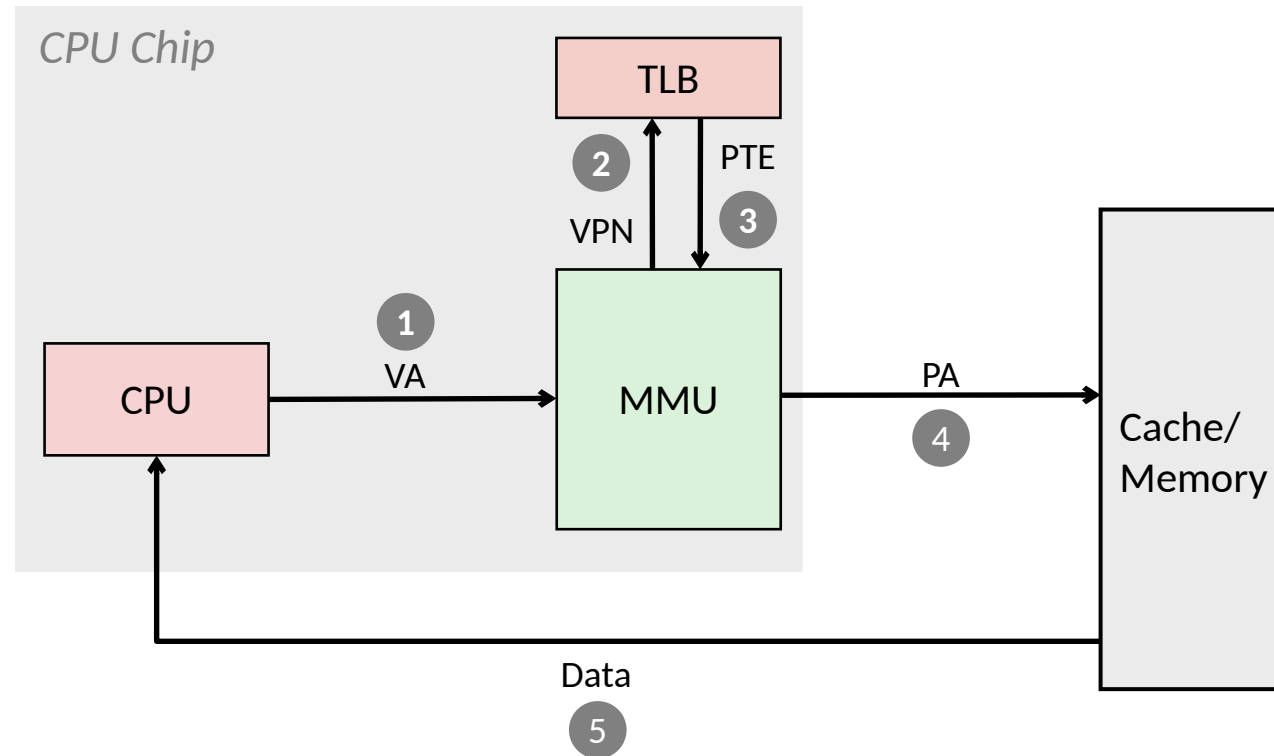 CPU Chip
TLB
2
PTE
VPN
3
1
VA
CPU
MMU
PA
4
Cache/
Memory
Data
5